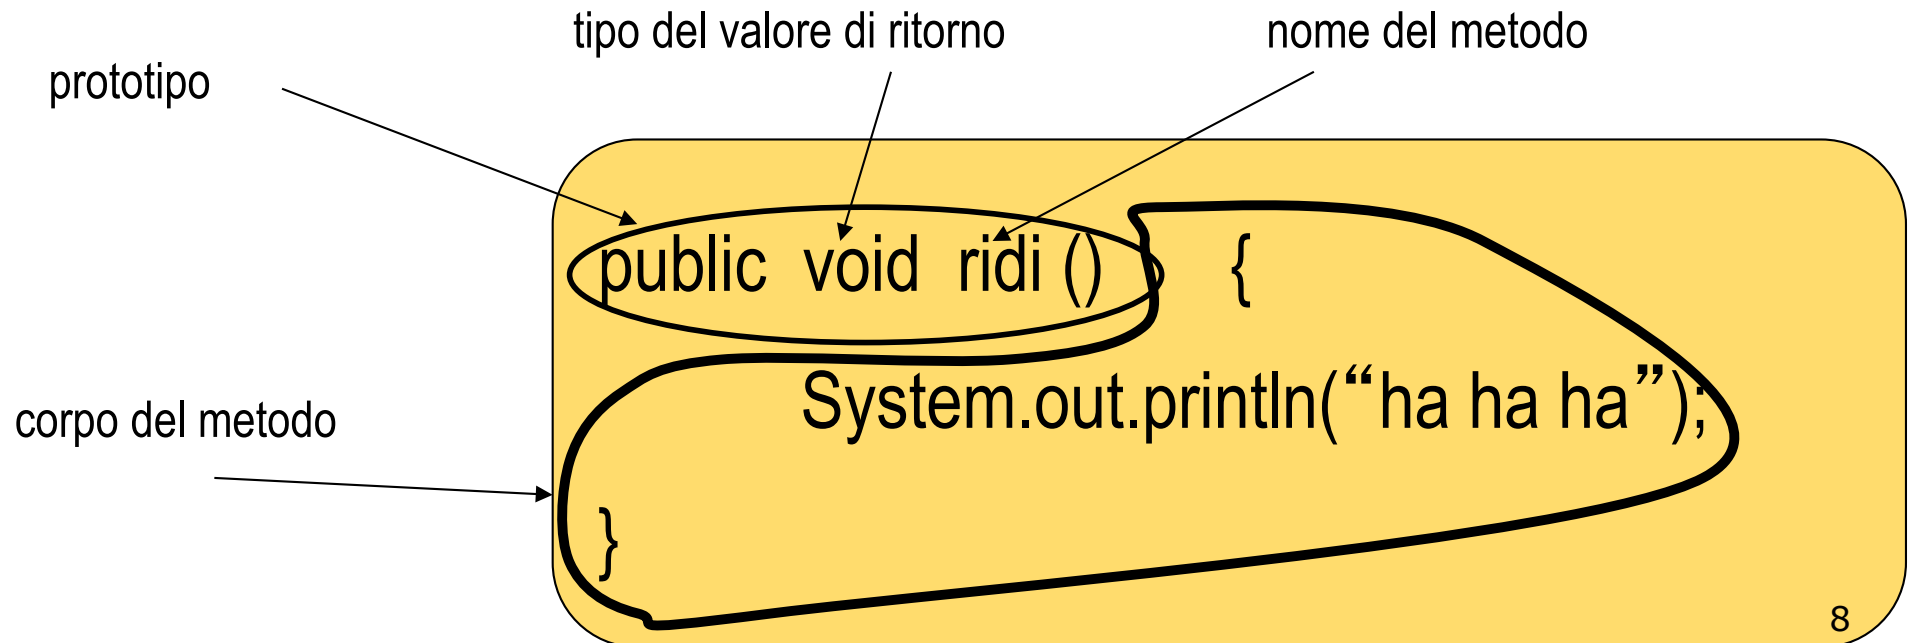 tipo del valore di ritorno
nome del metodo
prototipo
public void ridi () {
System.out.println(“ha ha ha”);
corpo del metodo
}
8